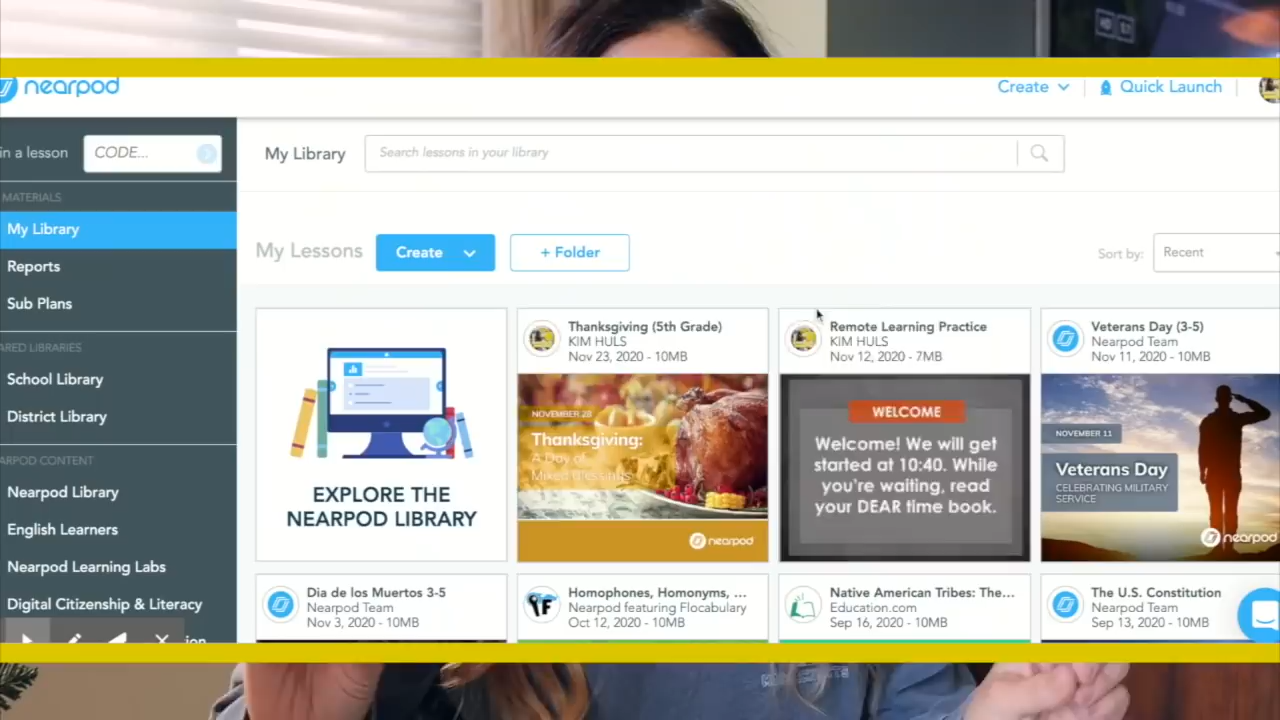 nearpod
Create
Quick Launch
in a lesson
CODE...
My Library
Search lessons in your library
MATERIALS
My Library
Reports
Sub Plans
ARED LIBRARIES
School Library
District Library
ARPOD CONTENT
Nearpod Library
English Learners
Nearpod Learning Labs
Digital Citizenship & Literacy
ion
My Lessons
Create
+ Folder
Sort by:
Recent
EXPLORE THE
NEARPOD LIBRARY
Thanksgiving (5th Grade)
KIM HULS
Nov 23, 2020 - 10MB
NOVEMBER 28
Thanksgiving:
A Day of
Mixed Blessings
nearpod
Remote Learning Practice
KIM HULS
Nov 12, 2020 - 7MB
WELCOME
Welcome! We will get
started at 10:40. While
you're waiting, read
your DEAR time book.
Veterans Day (3-5)
Nearpod Team
Nov 11, 2020 - 10MB
NOVEMBER 11
Veterans Day
CELEBRATING MILITARY
SERVICE
nearpod
Dia de los Muertos 3-5
Nearpod Team
Nov 3, 2020 - 10MB
Homophones, Homonyms, ...
Nearpod featuring Flocabulary
Oct 12, 2020 - 10MB
Native American Tribes: The...
Education.com
Sep 16, 2020 - 10MB
The U.S. Constitution
Nearpod Team
Sep 13, 2020 - 10MB